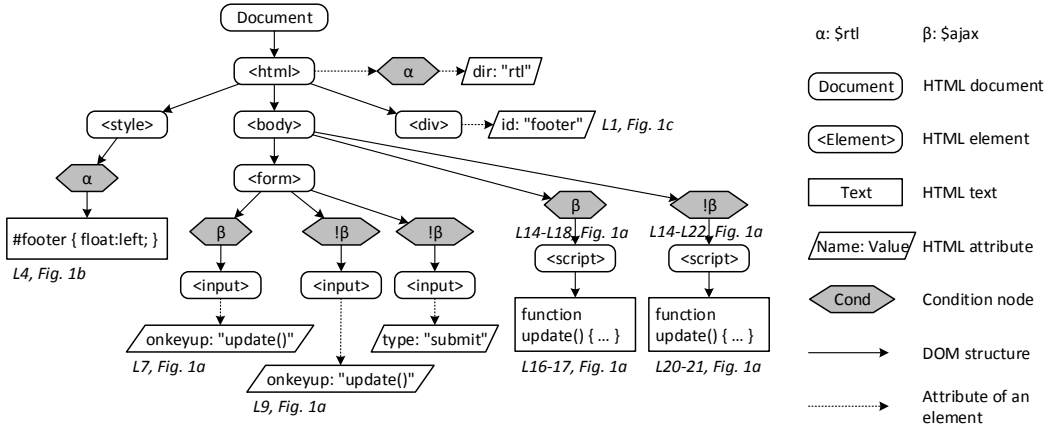 Document
<html>
α
dir: "rtl"
<style>
<body>
<div>
id: "footer"
L1, Fig. 1c
α
<form>
#footer { float:left; }
L4, Fig. 1b
β
!β
!β
β
!β
L14-L18, Fig. 1a
L14-L22, Fig. 1a
<input>
<input>
<input>
<script>
<script>
onkeyup: "update()"
L7, Fig. 1a
type: "submit"
onkeyup: "update()"
L9, Fig. 1a
function
update() { ... }
L16-17, Fig. 1a
function
update() { ... }
L20-21, Fig. 1a
α: $rtl
β: $ajax
Document
HTML document
<Element>
HTML element
Text
HTML text
Name: Value
HTML attribute
Cond
Condition node
DOM structure
Attribute of an
element